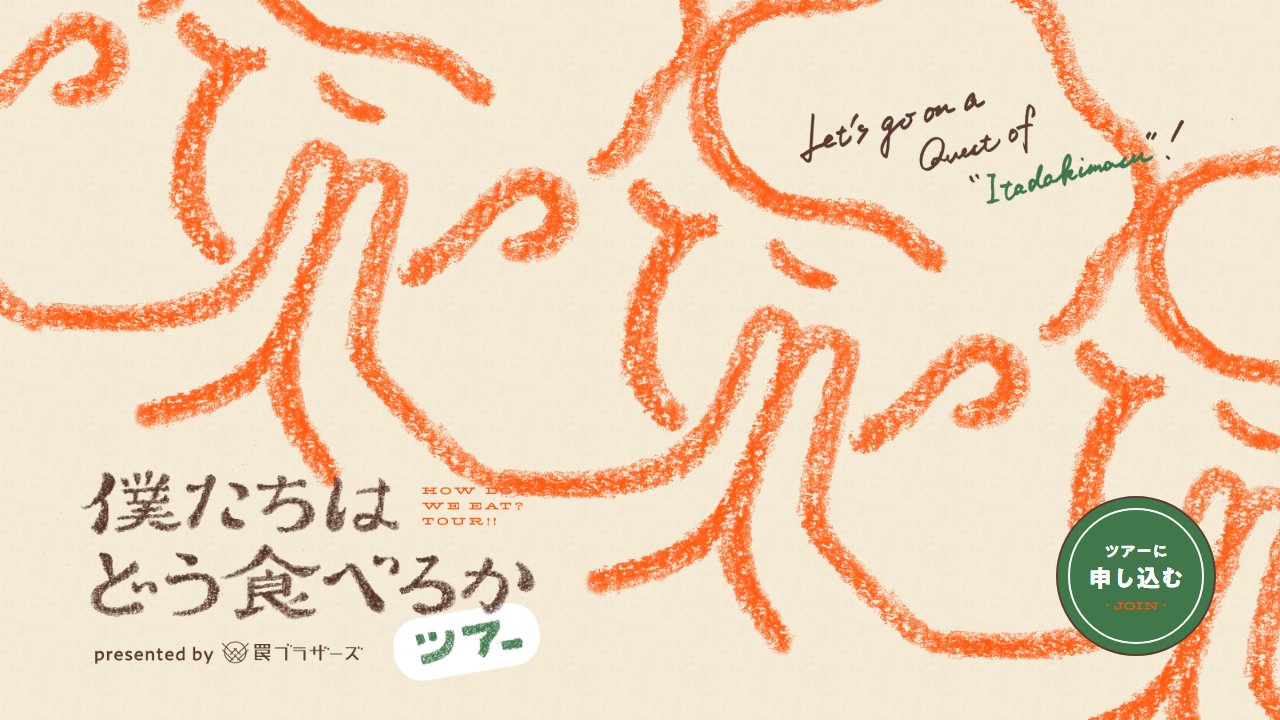 Let's go on a
Quest of
"Itadakimasu"!
僕たちは
どう食べるか
ツアー
HOW DO
WE EAT?
TOUR!!
presented by 罠ブラザーズ
ツアーに
申し込む
・JOIN・